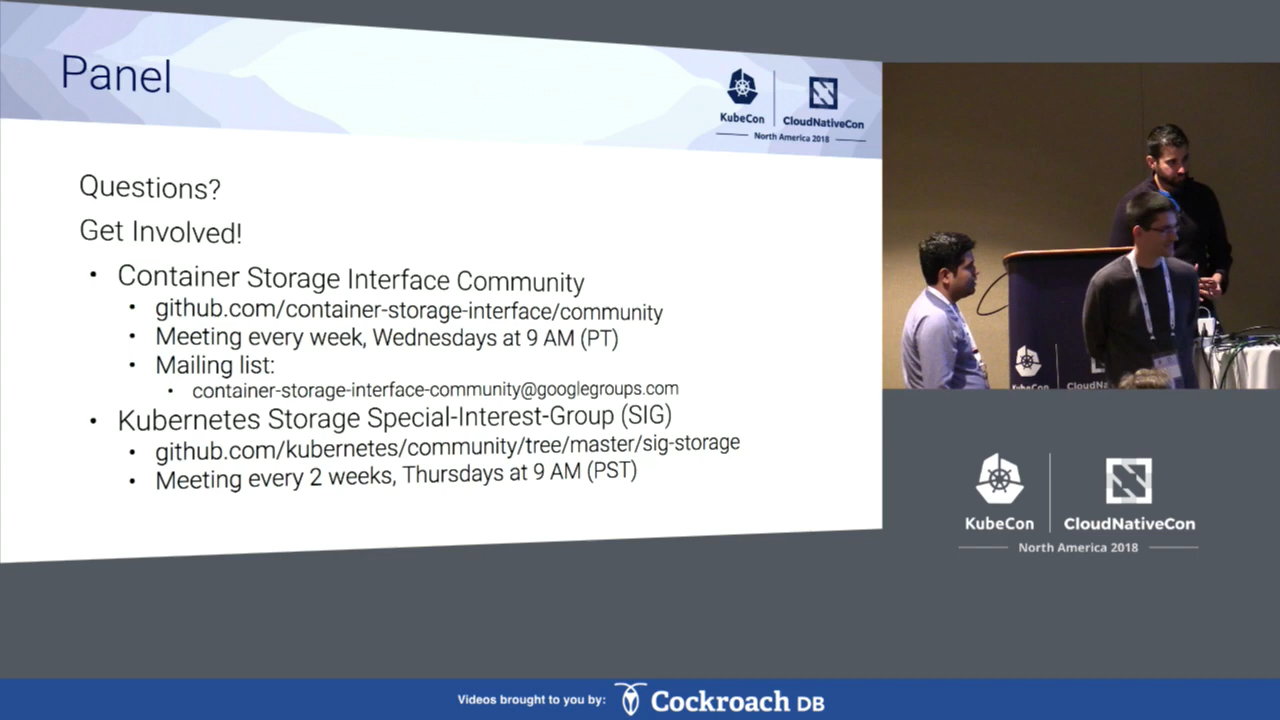 Panel
KubeCon
CloudNativeCon
North America 2018
Questions?
Get Involved!
• Container Storage Interface Community
• github.com/container-storage-interface/community
• Meeting every week, Wednesdays at 9 AM (PT)
• Mailing list:
• container-storage-interface-community@googlegroups.com
• Kubernetes Storage Special-Interest-Group (SIG)
• github.com/kubernetes/community/tree/master/sig-storage
• Meeting every 2 weeks, Thursdays at 9 AM (PST)
KubeCon
CloudNativeCon
North America 2018
Videos brought to you by: Cockroach DB